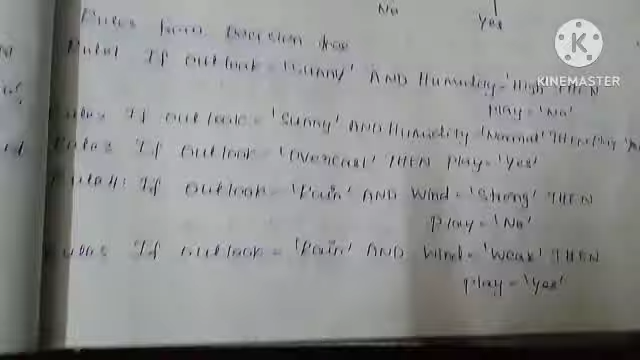 No
Yes
Rules from Decision tree
Rule1 If outlook = 'Sunny' AND Humidity = 'High' THEN
play = 'No'
Rule2 If outlook = 'Sunny' AND Humidity 'Normal' THEN
Rule3 If outlook = 'Overcast' THEN play = 'Yes'
Rule4: If outlook = 'Rain' AND Wind = 'Strong' THEN
play = 'No'
Rule5 If outlook = 'Rain' AND Wind = 'Weak' THEN
play = 'Yes'
K
KINEMASTER